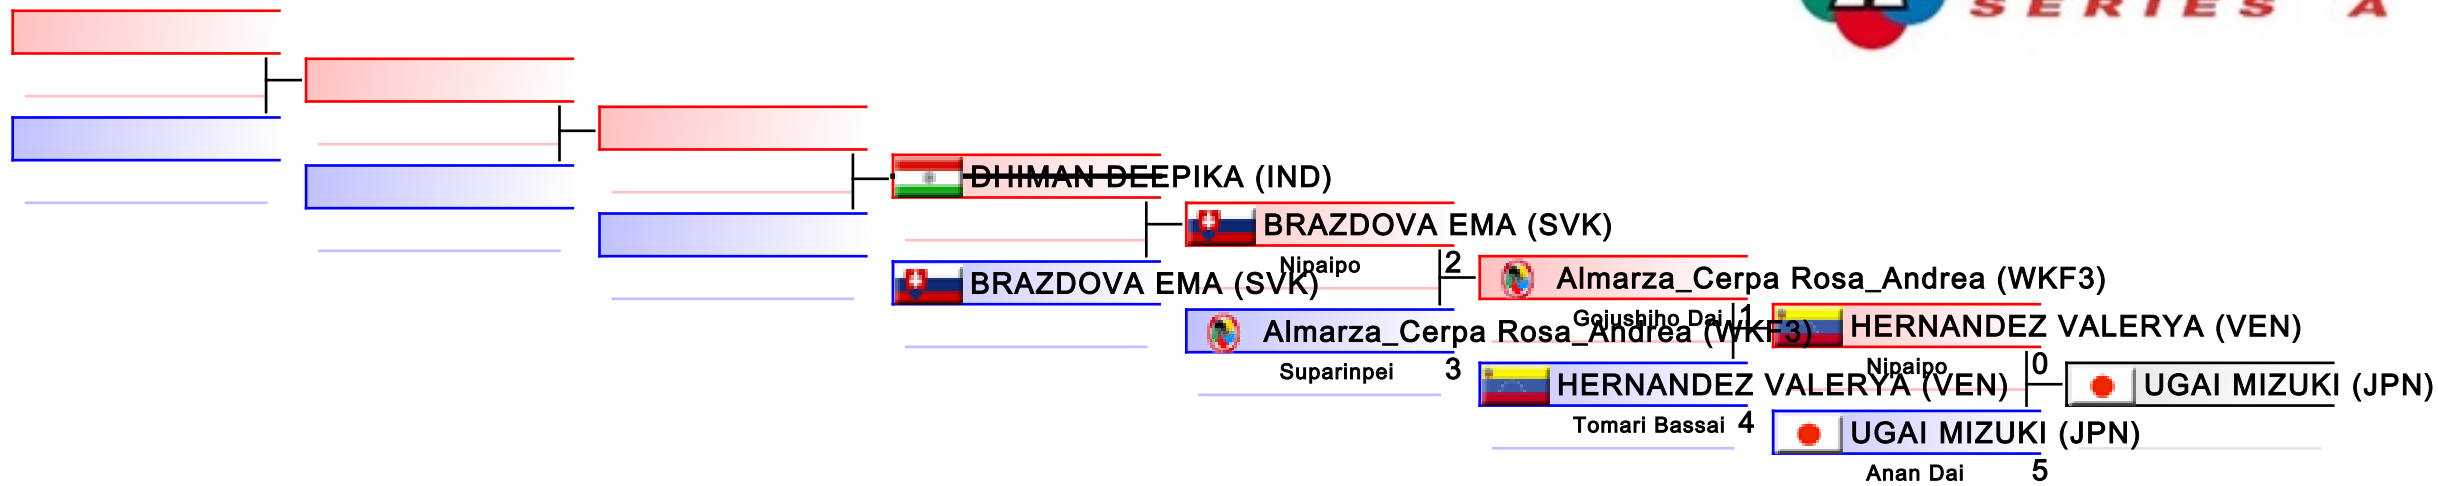 SERIES A
DHIMAN DEEPIKA (IND)
BRAZDOVA EMA (SVK)
Nipaipo 2
BRAZDOVA EMA (SVK)
Almarza_Cerpa Rosa_Andrea (WKF3)
Gojushiho Dai 1
Almarza_Cerpa Rosa_Andrea (WKF3)
Suparinpei 3
HERNANDEZ VALERYA (VEN)
Nipaipo 0
HERNANDEZ VALERYA (VEN)
Tomari Bassai 4
UGAI MIZUKI (JPN)
UGAI MIZUKI (JPN)
Anan Dai 5